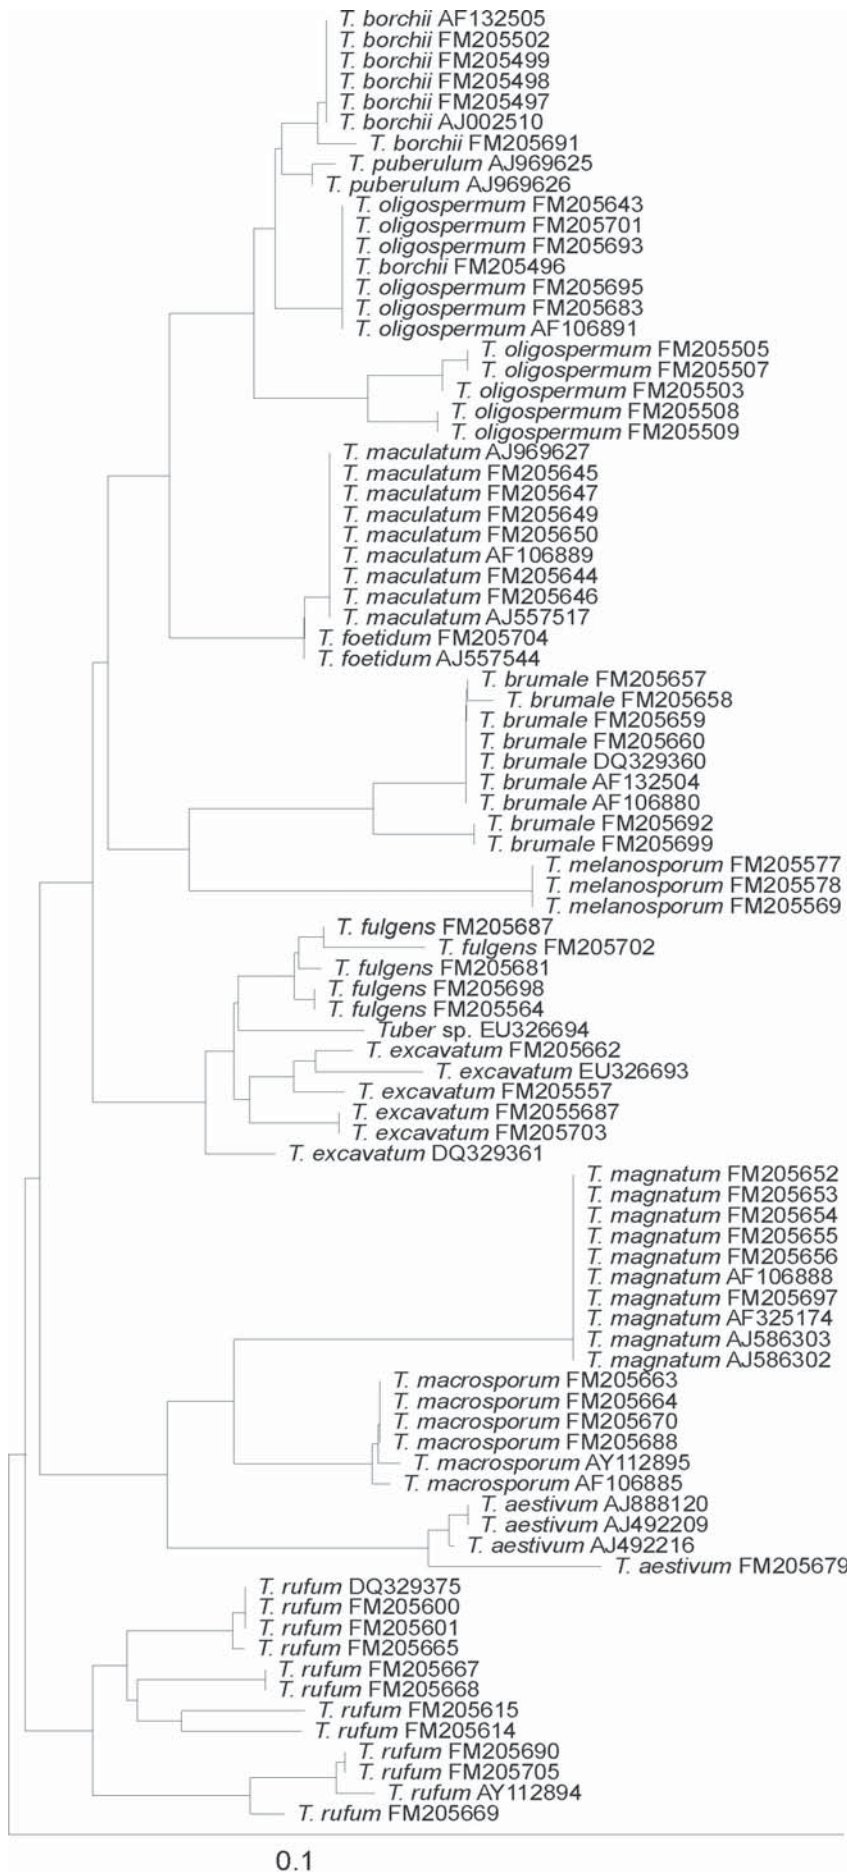 T. borchii AF132505
T. borchii FM205502
T. borchii FM205499
T. borchii FM205498
T. borchii FM205497
T. borchii AJ002510
T. borchii FM205691
T. puberulum AJ969625
T. puberulum AJ969626
T. oligospermum FM205643
T. oligospermum FM205701
T. oligospermum FM205693
T. borchii FM205496
T. oligospermum FM205695
T. oligospermum FM205683
T. oligospermum AF106891
T. oligospermum FM205505
T. oligospermum FM205507
T. oligospermum FM205503
T. oligospermum FM205508
T. oligospermum FM205509
T. maculatum AJ969627
T. maculatum FM205645
T. maculatum FM205647
T. maculatum FM205649
T. maculatum FM205650
T. maculatum AF106889
T. maculatum FM205644
T. maculatum FM205646
T. maculatum AJ557517
T. foetidum FM205704
T. foetidum AJ557544
T. brumale FM205657
T. brumale FM205658
T. brumale FM205659
T. brumale FM205660
T. brumale DQ329360
T. brumale AF132504
T. brumale AF106880
T. brumale FM205692
T. brumale FM205699
T. melanosporum FM205577
T. melanosporum FM205578
T. melanosporum FM205569
T. fulgens FM205687
T. fulgens FM205702
T. fulgens FM205681
T. fulgens FM205698
T. fulgens FM205564
Tuber sp. EU326694
T. excavatum FM205662
T. excavatum EU326693
T. excavatum FM205557
T. excavatum FM2055687
T. excavatum FM205703
T. excavatum DQ329361
T. magnatum FM205652
T. magnatum FM205653
T. magnatum FM205654
T. magnatum FM205655
T. magnatum FM205656
T. magnatum AF106888
T. magnatum FM205697
T. magnatum AF325174
T. magnatum AJ586303
T. magnatum AJ586302
T. macrosporum FM205663
T. macrosporum FM205664
T. macrosporum FM205670
T. macrosporum FM205688
T. macrosporum AY112895
T. macrosporum AF106885
T. aestivum AJ888120
T. aestivum AJ492209
T. aestivum AJ492216
T. aestivum FM205679
T. rufum DQ329375
T. rufum FM205600
T. rufum FM205601
T. rufum FM205665
T. rufum FM205667
T. rufum FM205668
T. rufum FM205615
T. rufum FM205614
T. rufum FM205690
T. rufum FM205705
T. rufum AY112894
T. rufum FM205669
0.1